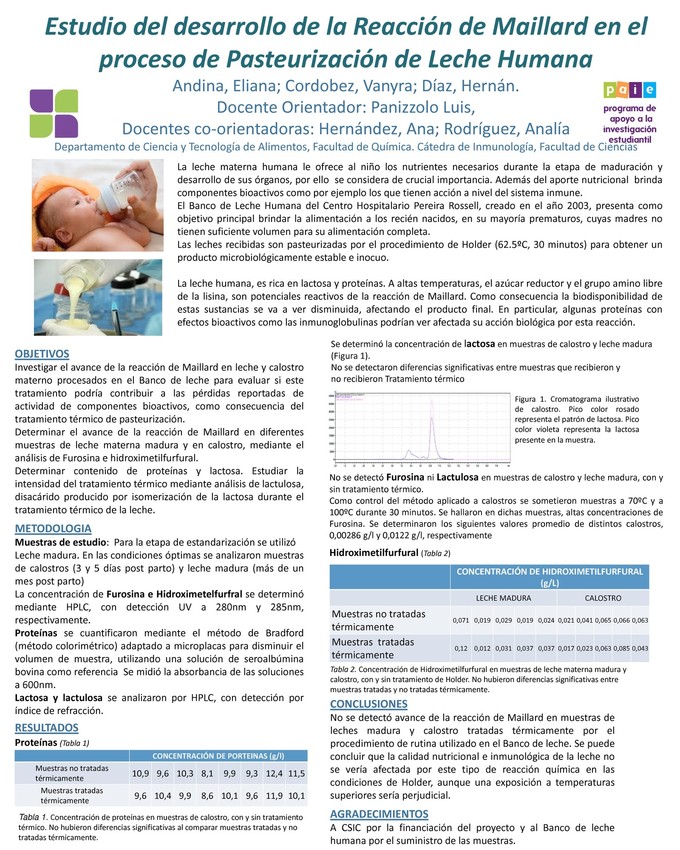 Estudio del desarrollo de la Reacción de Maillard en el
proceso de Pasteurización de Leche Humana
Andina, Eliana; Cordobez, Vanyra; Díaz, Hernán.
Docente Orientador: Panizzolo Luis,
Docentes co-orientadoras: Hernández, Ana; Rodríguez, Analía
Departamento de Ciencia y Tecnología de Alimentos, Facultad de Química. Cátedra de Inmunología, Facultad de Ciencias
paie
programa de
apoyo a la
investigación
estudiantil
La leche materna humana le ofrece al niño los nutrientes necesarios durante la etapa de maduración y
desarrollo de sus órganos, por ello se considera de crucial importancia. Además del aporte nutricional brinda
componentes bioactivos como por ejemplo los que tienen acción a nivel del sistema inmune.
El Banco de Leche Humana del Centro Hospitalario Pereira Rossell, creado en el año 2003, presenta como
objetivo principal brindar la alimentación a los recién nacidos, en su mayoría prematuros, cuyas madres no
tienen suficiente volumen para su alimentación completa.
Las leches recibidas son pasteurizadas por el procedimiento de Holder (62.5ºC, 30 minutos) para obtener un
producto microbiológicamente estable e inocuo.
La leche humana, es rica en lactosa y proteínas. A altas temperaturas, el azúcar reductor y el grupo amino libre
de la lisina, son potenciales reactivos de la reacción de Maillard. Como consecuencia la biodisponibilidad de
estas sustancias se va a ver disminuida, afectando el producto final. En particular, algunas proteínas con
efectos bioactivos como las inmunoglobulinas podrían ver afectada su acción biológica por esta reacción.
OBJETIVOS
Investigar el avance de la reacción de Maillard en leche y calostro
materno procesados en el Banco de leche para evaluar si este
tratamiento podría contribuir a las pérdidas reportadas de
actividad de componentes bioactivos, como consecuencia del
tratamiento térmico de pasteurización.
Determinar el avance de la reacción de Maillard en diferentes
muestras de leche materna madura y en calostro, mediante el
análisis de Furosina e hidroximetilfurfural.
Determinar contenido de proteínas y lactosa. Estudiar la
intensidad del tratamiento térmico mediante análisis de lactulosa,
disacárido producido por isomerización de la lactosa durante el
tratamiento térmico de la leche.
METODOLOGIA
Muestras de estudio: Para la etapa de estandarización se utilizó
Leche madura. En las condiciones óptimas se analizaron muestras
de calostros (3 y 5 días post parto) y leche madura (más de un
mes post parto)
La concentración de Furosina e Hidroximetelfurfral se determinó
mediante HPLC, con detección UV a 280nm y 285nm,
respectivamente.
Proteínas se cuantificaron mediante el método de Bradford
(método colorimétrico) adaptado a microplacas para disminuir el
volumen de muestra, utilizando una solución de seroalbúmina
bovina como referencia Se midió la absorbancia de las soluciones
a 600nm.
Lactosa y lactulosa se analizaron por HPLC, con detección por
índice de refracción.
RESULTADOS
Proteínas (Tabla 1)
CONCENTRACIÓN DE PORTEINAS (g/l)
Muestras no tratadas
térmicamente
10,9 9,6 10,3 8,1 9,9 9,3 12,4 11,5
Muestras tratadas
térmicamente
9,6 10,4 9,9 8,6 10,1 9,6 11,9 10,1
Tabla 1. Concentración de proteínas en muestras de calostro, con y sin tratamiento
térmico. No hubieron diferencias significativas al comparar muestras tratadas y no
tratadas térmicamente.
Se determinó la concentración de lactosa en muestras de calostro y leche madura
(Figura 1).
No se detectaron diferencias significativas entre muestras que recibieron y
no recibieron Tratamiento térmico
Figura 1. Cromatograma ilustrativo
de calostro. Pico color rosado
representa el patrón de lactosa. Pico
color violeta representa la lactosa
presente en la muestra.
No se detectó Furosina ni Lactulosa en muestras de calostro y leche madura, con y
sin tratamiento térmico.
Como control del método aplicado a calostros se sometieron muestras a 70ºC y a
100ºC durante 30 minutos. Se hallaron en dichas muestras, altas concentraciones de
Furosina. Se determinaron los siguientes valores promedio de distintos calostros,
0,00286 g/l y 0,0122 g/l, respectivamente
Hidroximetilfurfural (Tabla 2)
CONCENTRACIÓN DE HIDROXIMETILFURFURAL
(g/L)
LECHE MADURA CALOSTRO
Muestras no tratadas
térmicamente
0,071 0,019 0,029 0,019 0,024 0,021 0,041 0,065 0,066 0,063
Muestras tratadas
térmicamente
0,12 0,012 0,031 0,037 0,037 0,017 0,023 0,063 0,085 0,043
Tabla 2. Concentración de Hidroximetilfurfural en muestras de leche materna madura y
calostro, con y sin tratamiento de Holder. No hubieron diferencias significativas entre
muestras tratadas y no tratadas térmicamente.
CONCLUSIONES
No se detectó avance de la reacción de Maillard en muestras de
leches madura y calostro tratadas térmicamente por el
procedimiento de rutina utilizado en el Banco de leche. Se puede
concluir que la calidad nutricional e inmunológica de la leche no
se vería afectada por este tipo de reacción química en las
condiciones de Holder, aunque una exposición a temperaturas
superiores sería perjudicial.
AGRADECIMIENTOS
A CSIC por la financiación del proyecto y al Banco de leche
humana por el suministro de las muestras.